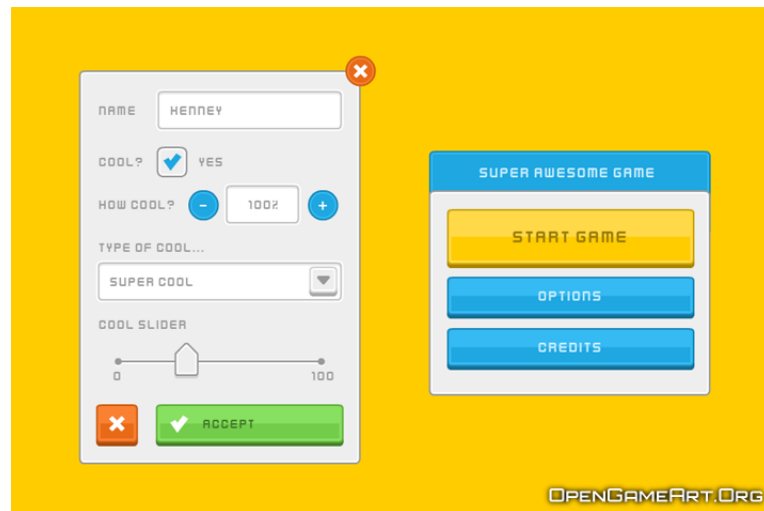 NAME HENNEY
COOL? YES
HOW COOL? - 100% +
TYPE OF COOL...
SUPER COOL
COOL SLIDER
0 100
ACCEPT
SUPER AWESOME GAME
START GAME
OPTIONS
CREDITS
OPENGAMEART.ORG